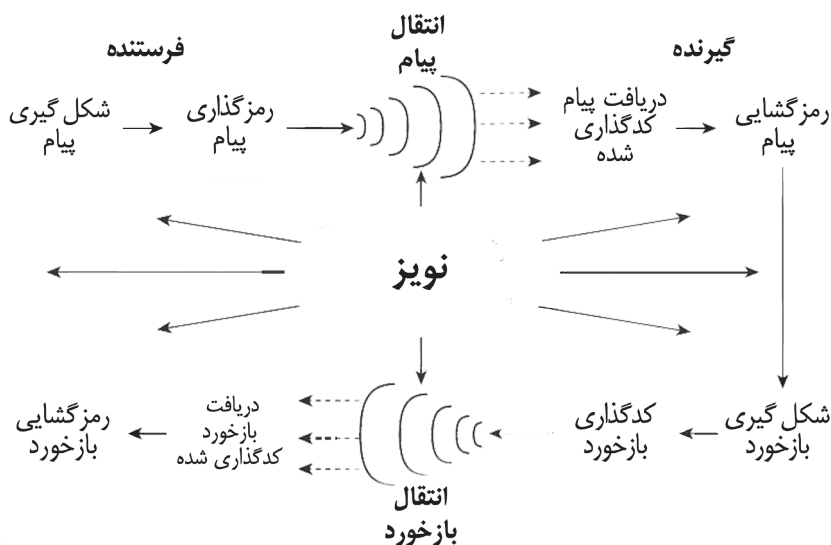 فرستنده
انتقال
پیام
گیرنده
شکل گیری
پیام
رمزگذاری
پیام
دریافت پیام
کدگذاری
شده
رمزگشایی
پیام
نویز
شکل گیری
بازخورد
کدگذاری
بازخورد
انتقال
بازخورد
دریافت
بازخورد
کدگذاری شده
رمزگشایی
بازخورد